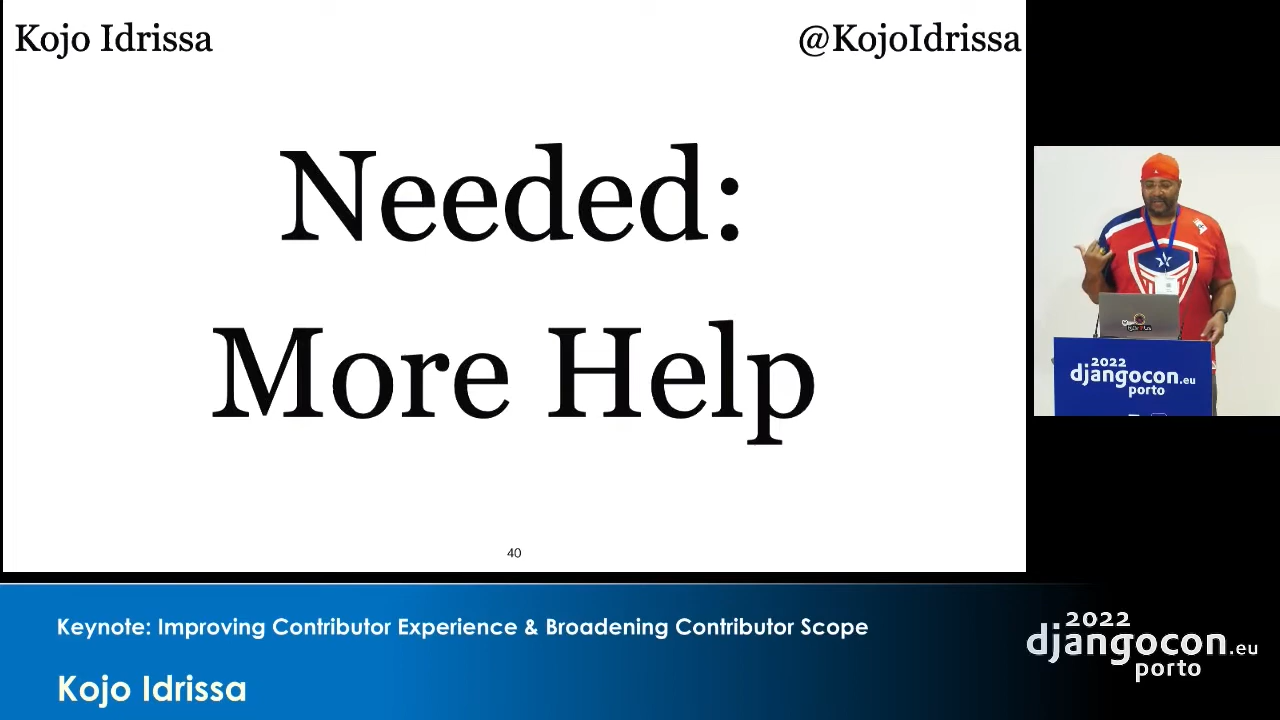 Kojo Idrissa
@KojoIdrissa
Needed:
More Help
40
2022
djangocon.eu
porto
Keynote: Improving Contributor Experience & Broadening Contributor Scope
Kojo Idrissa
2022
djangocon.eu
porto